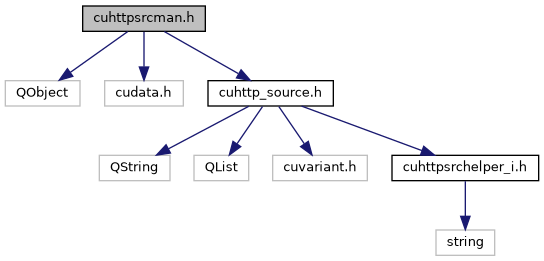 cuhttpsrcman.h
QObject
cudata.h
cuhttp_source.h
QString
QList
cuvariant.h
cuhttpsrchelper_i.h
string